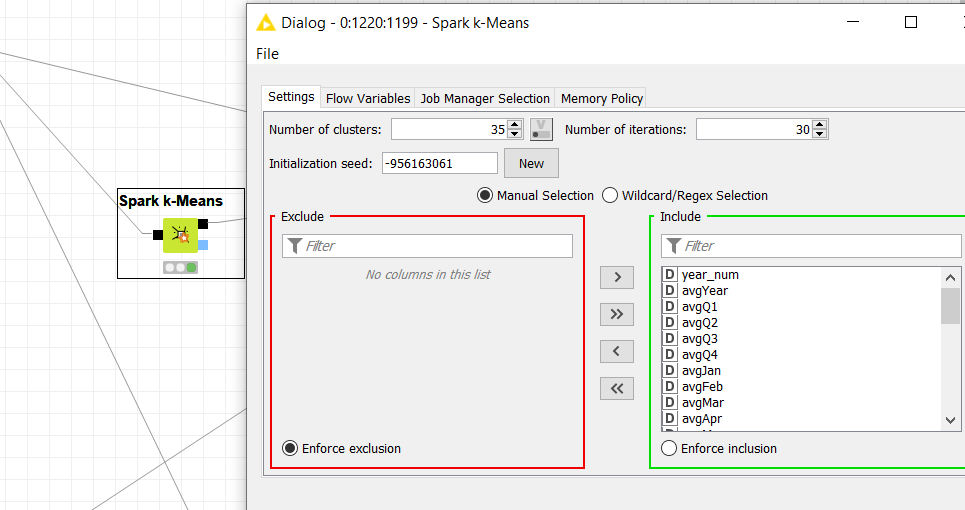 Dialog - 0:1220:1199 - Spark k-Means
File
Settings Flow Variables Job Manager Selection Memory Policy
Number of clusters: 35 Number of iterations: 30
Initialization seed: -956163061 New
Manual Selection Wildcard/Regex Selection
Spark k-Means
Exclude
Filter
No columns in this list
Enforce exclusion
>
>>
<
<<
Include
Filter
D year_num
D avgYear
D avgQ1
D avgQ2
D avgQ3
D avgQ4
D avgJan
D avgFeb
D avgMar
D avgApr
Enforce inclusion